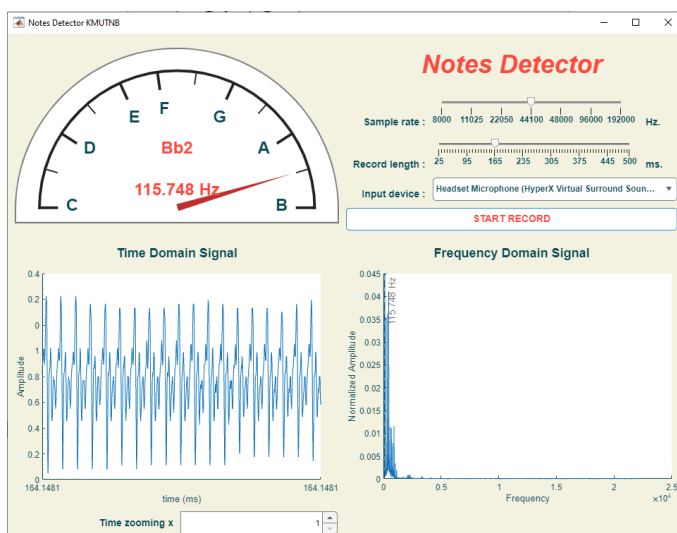 Notes Detector KMUTNB
Notes Detector
C
D
E
F
G
A
B
Bb2
115.748 Hz
Sample rate :
8000 11025 22050 44100 48000 96000 192000
Hz.
Record length :
25 95 165 235 305 375 445 500
ms.
Input device :
Headset Microphone (HyperX Virtual Surround Soun...
START RECORD
Time Domain Signal
Amplitude
0.4
0.2
0
1
0.8
0.6
0.4
0.2
0
164.1481
164.1481
time (ms)
Time zooming x
1
Frequency Domain Signal
Normalized Amplitude
0.045
0.04
0.035
0.03
0.025
0.02
0.015
0.01
0.005
0
115.748 Hz
0 0.5 1 1.5 2 2.5
×10⁴
Frequency